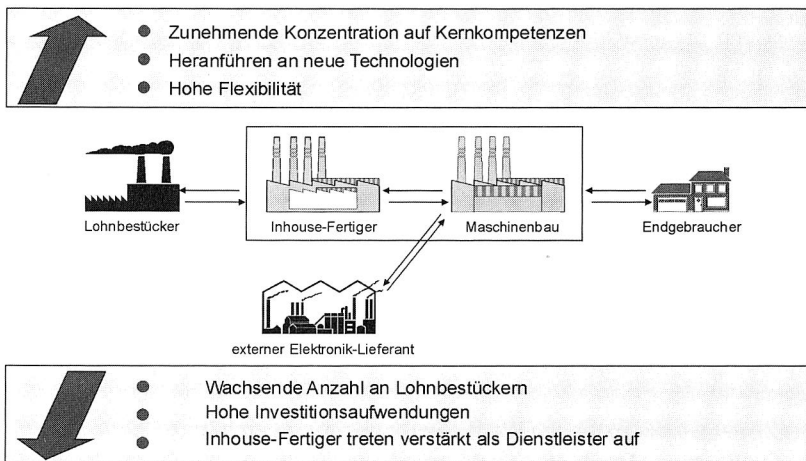 Zunehmende Konzentration auf Kernkompetenzen
Heranführen an neue Technologien
Hohe Flexibilität
Lohnbestücker
Inhouse-Fertiger
Maschinenbau
Endgebraucher
externer Elektronik-Lieferant
Wachsende Anzahl an Lohnbestückern
Hohe Investitionsaufwendungen
Inhouse-Fertiger treten verstärkt als Dienstleister auf